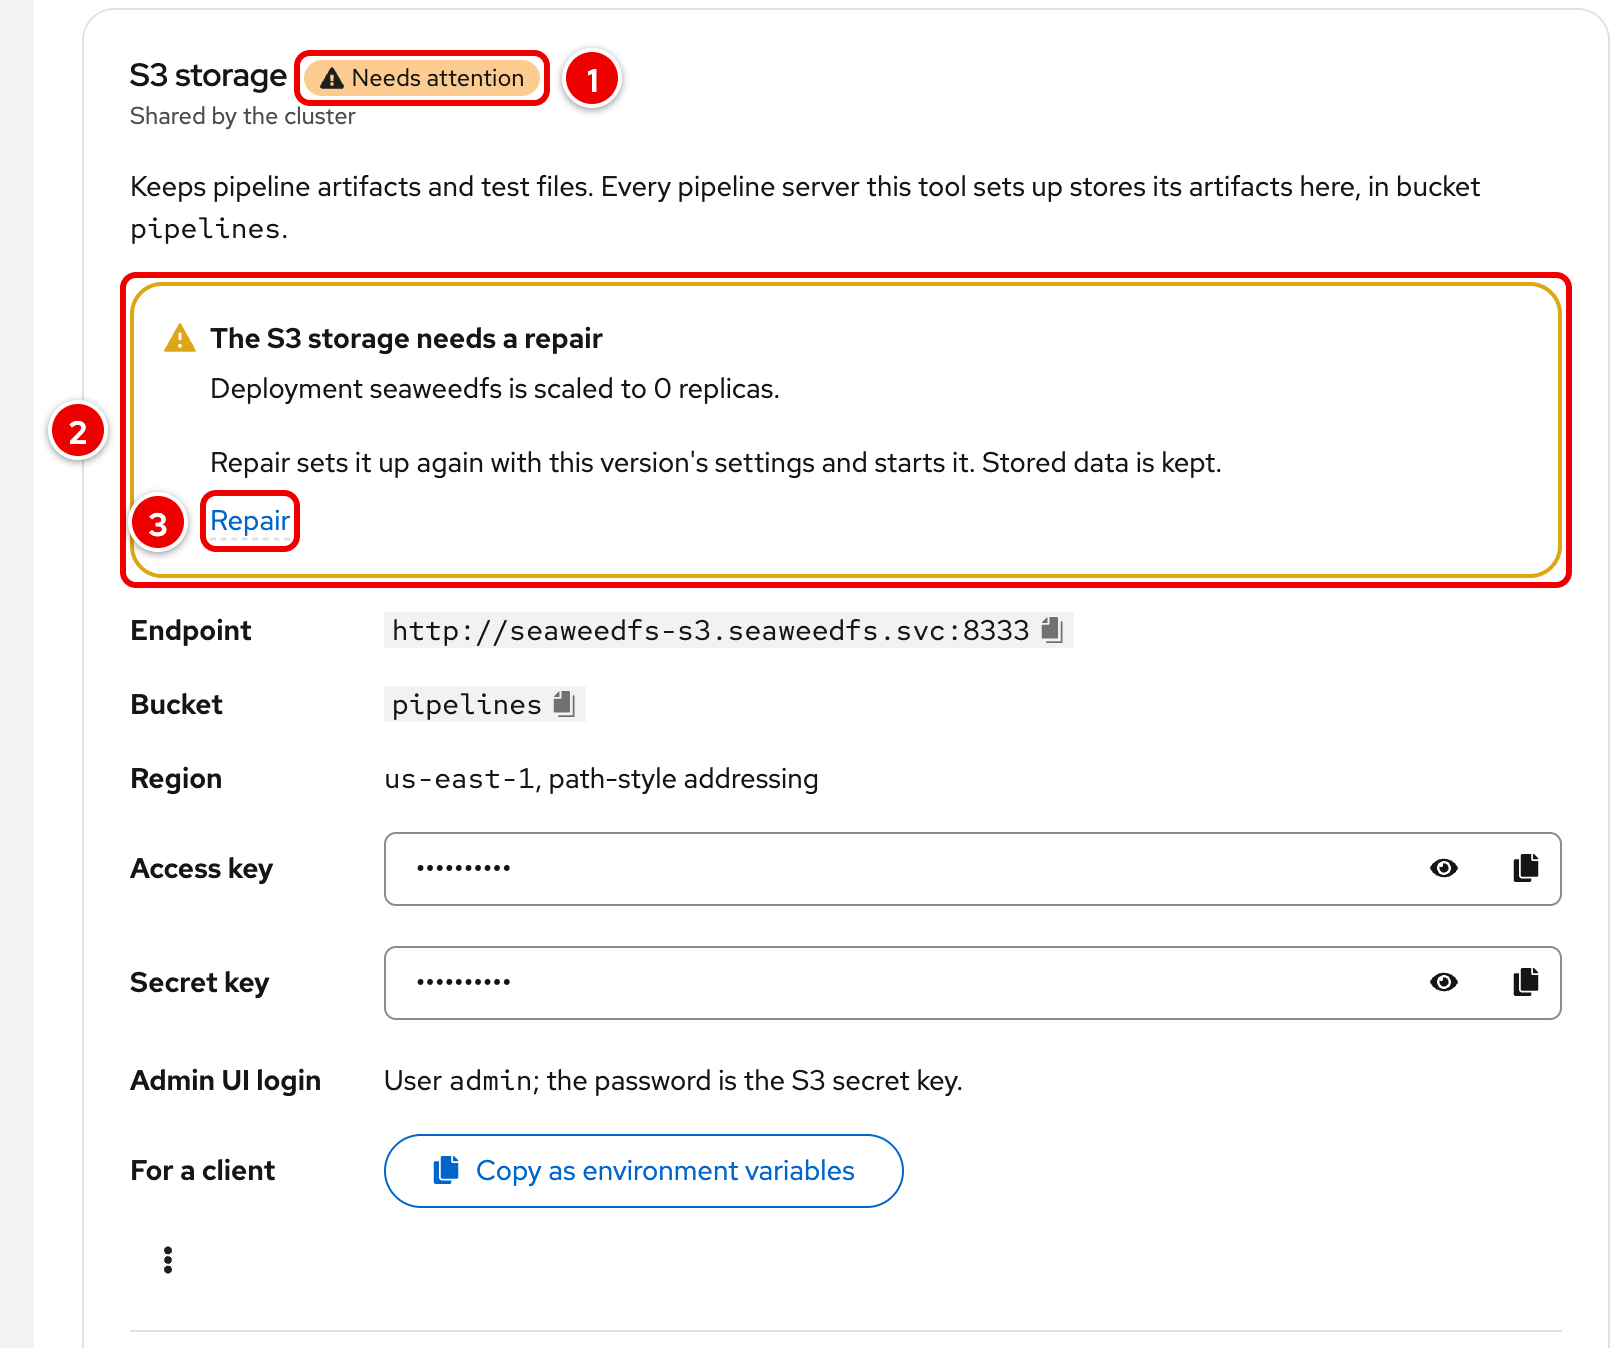 S3 storage Needs attention 1
Shared by the cluster
Keeps pipeline artifacts and test files. Every pipeline server this tool sets up stores its artifacts here, in bucket
pipelines.
The S3 storage needs a repair
Deployment seaweedfs is scaled to 0 replicas.
2
Repair sets it up again with this version's settings and starts it. Stored data is kept.
3 Repair
Endpoint http://seaweedfs-s3.seaweedfs.svc:8333
Bucket pipelines
Region us-east-1, path-style addressing
Access key ••••••••••
Secret key ••••••••••
Admin UI login User admin; the password is the S3 secret key.
For a client Copy as environment variables